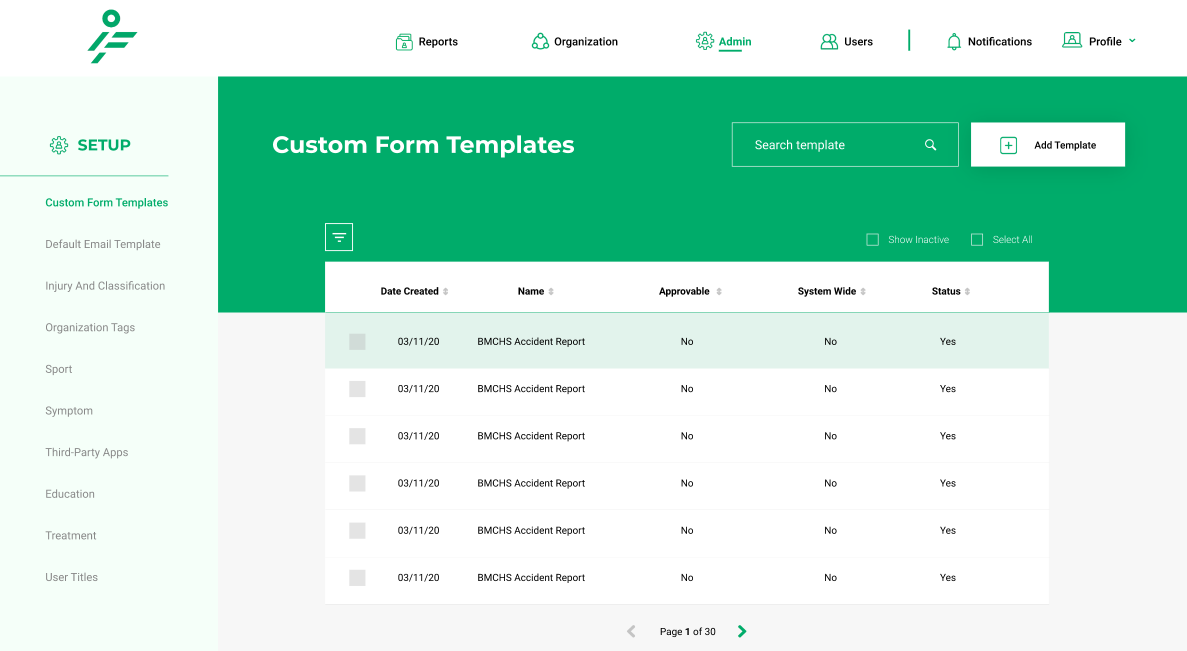 Reports Organization Admin Users Notifications Profile
SETUP
Custom Form Templates
Default Email Template
Injury And Classification
Organization Tags
Sport
Symptom
Third-Party Apps
Education
Treatment
User Titles
Custom Form Templates
Search template
Add Template
Show Inactive Select All
Date Created Name Approvable System Wide Status
03/11/20 BMCHS Accident Report No No Yes
03/11/20 BMCHS Accident Report No No Yes
03/11/20 BMCHS Accident Report No No Yes
03/11/20 BMCHS Accident Report No No Yes
03/11/20 BMCHS Accident Report No No Yes
03/11/20 BMCHS Accident Report No No Yes
Page 1 of 30